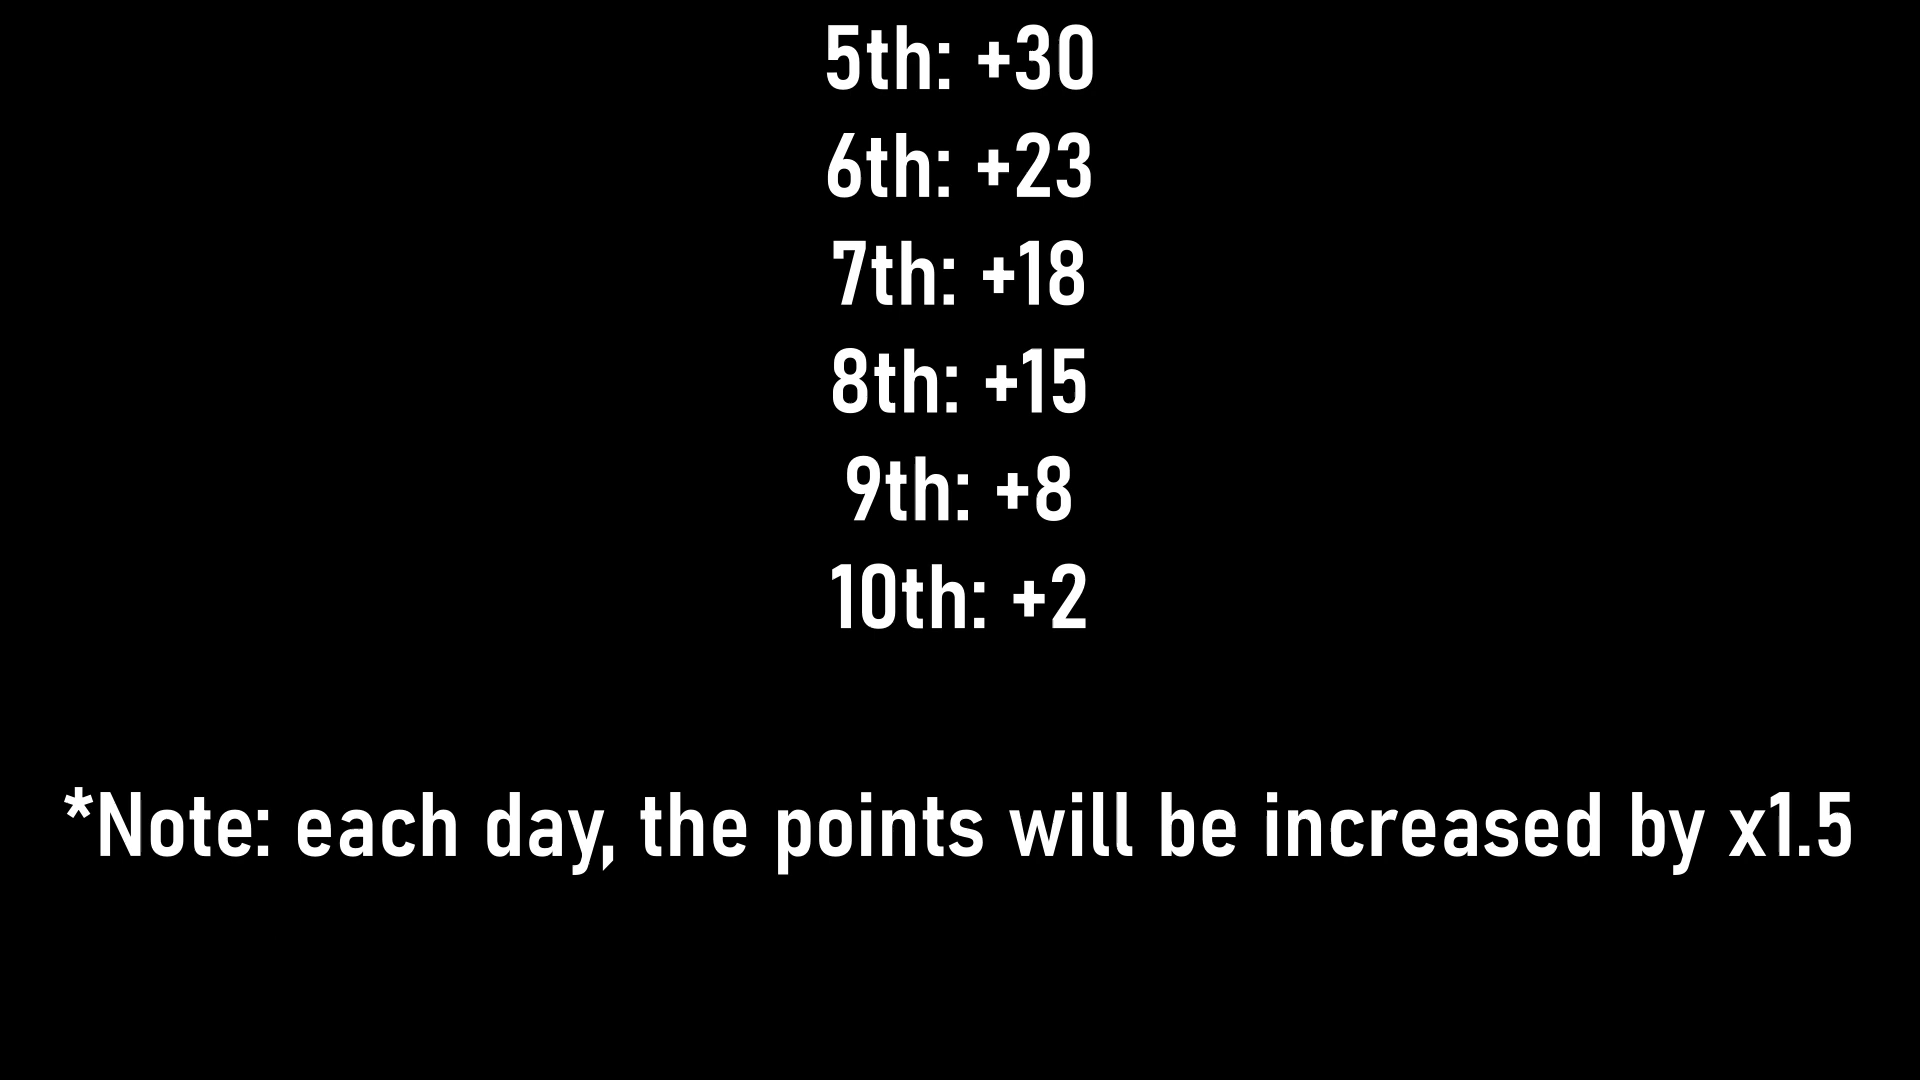 5th: +30
6th: +23
7th: +18
8th: +15
9th: +8
10th: +2
*Note: each day, the points will be increased by x1.5